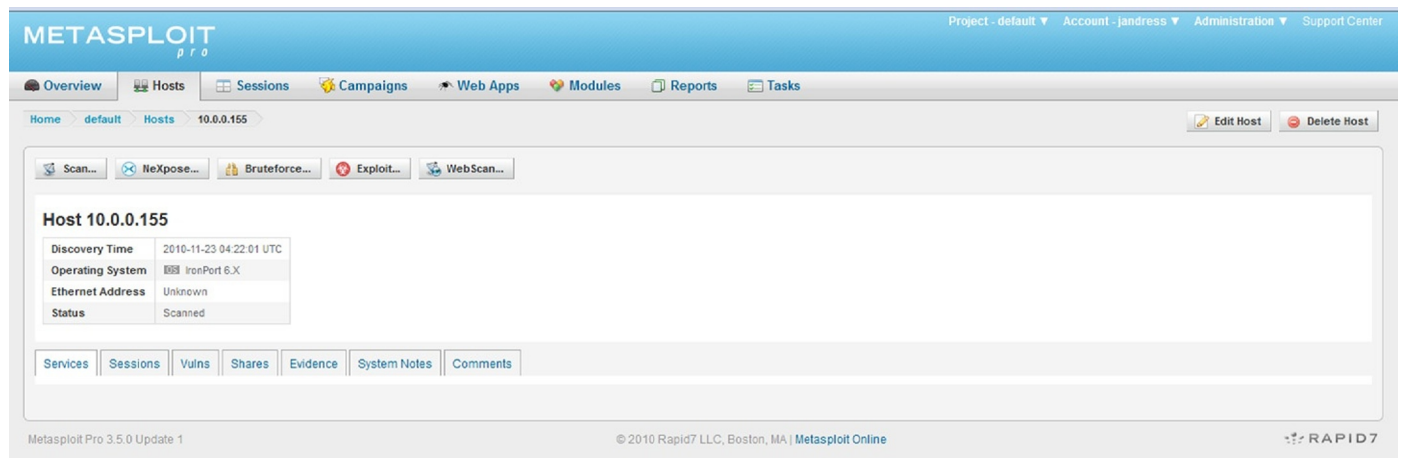 METASPLOIT
pro
Project - default ▼ Account - jandress ▼ Administration ▼ Support Center
Overview Hosts Sessions Campaigns Web Apps Modules Reports Tasks
Home default Hosts 10.0.0.155
Edit Host Delete Host
Scan... NeXpose... Bruteforce... Exploit... WebScan...
Host 10.0.0.155
Discovery Time 2010-11-23 04:22:01 UTC
Operating System OS IronPort 6.X
Ethernet Address Unknown
Status Scanned
Services Sessions Vulns Shares Evidence System Notes Comments
Metasploit Pro 3.5.0 Update 1
© 2010 Rapid7 LLC, Boston, MA | Metasploit Online
RAPID7